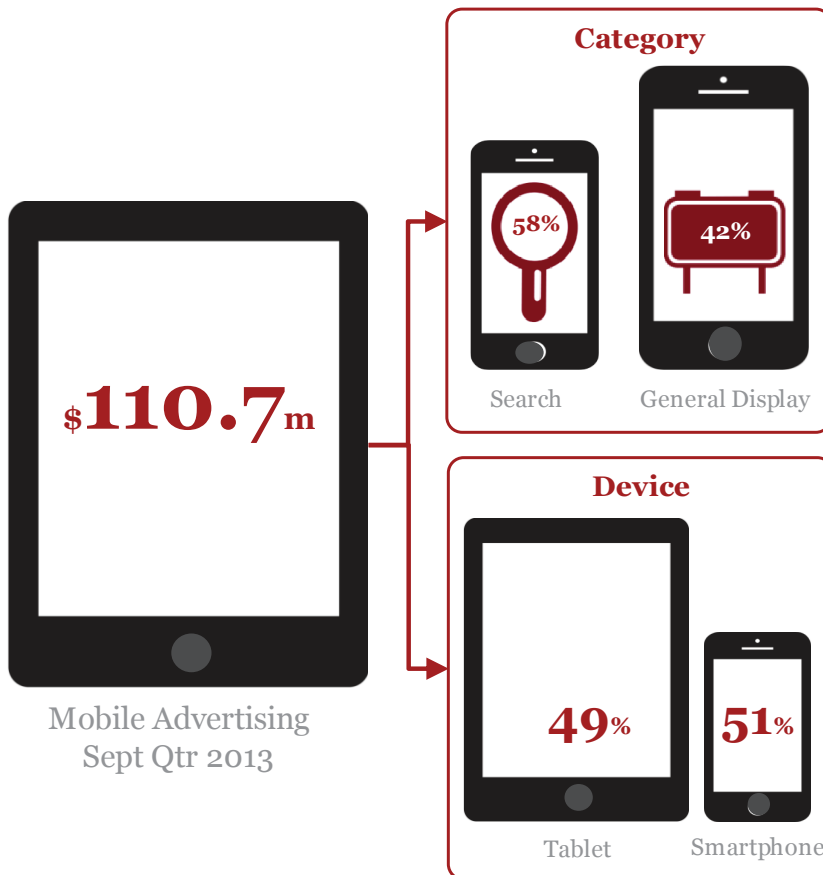 $110.7m
Mobile Advertising
Sept Qtr 2013
Category
58%
42%
Search
General Display
Device
49%
51%
Tablet
Smartphone